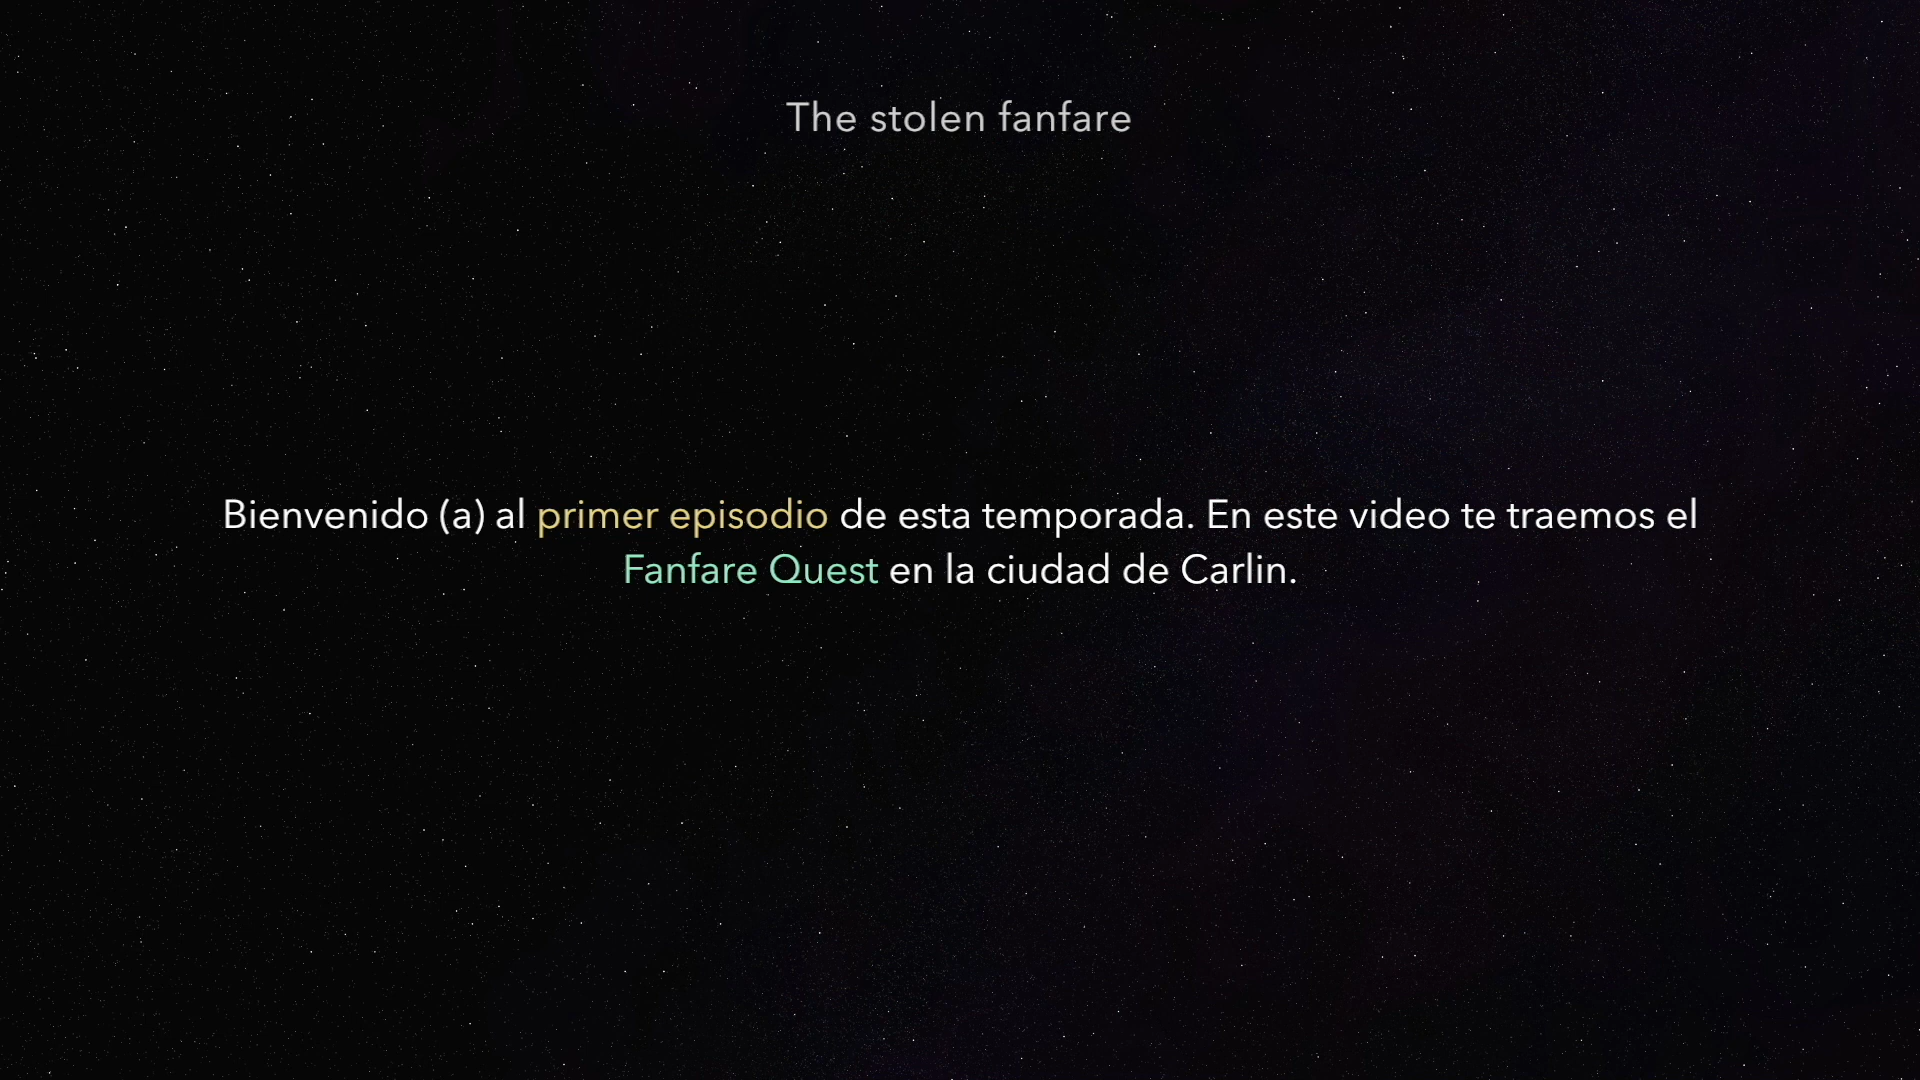 The stolen fanfare
Bienvenido (a) al primer episodio de esta temporada. En este video te traemos el
Fanfare Quest en la ciudad de Carlin.